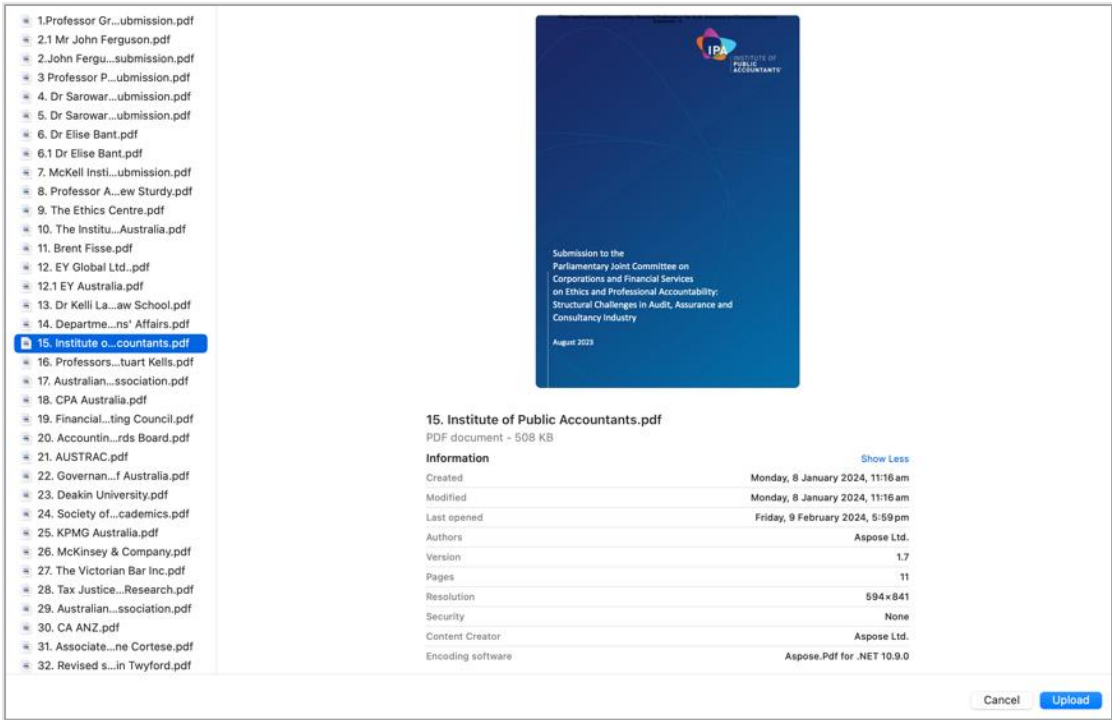 1.Professor Gr...ubmission.pdf
2.1 Mr John Ferguson.pdf
2.John Fergu...submission.pdf
3 Professor P...ubmission.pdf
4. Dr Sarowar...ubmission.pdf
5. Dr Sarowar...ubmission.pdf
6. Dr Elise Bant.pdf
6.1 Dr Elise Bant.pdf
7. McKell Insti...ubmission.pdf
8. Professor A...ew Sturdy.pdf
9. The Ethics Centre.pdf
10. The Institu...Australia.pdf
11. Brent Fisse.pdf
12. EY Global Ltd..pdf
12.1 EY Australia.pdf
13. Dr Kelli La...aw School.pdf
14. Departme...ns' Affairs.pdf
15. Institute o...countants.pdf
16. Professors...tuart Kells.pdf
17. Australian...ssociation.pdf
18. CPA Australia.pdf
19. Financial...ting Council.pdf
20. Accountin...rds Board.pdf
21. AUSTRAC.pdf
22. Governan...f Australia.pdf
23. Deakin University.pdf
24. Society of...cademics.pdf
25. KPMG Australia.pdf
26. McKinsey & Company.pdf
27. The Victorian Bar Inc.pdf
28. Tax Justice...Research.pdf
29. Australian...ssociation.pdf
30. CA ANZ.pdf
31. Associate...ne Cortese.pdf
32. Revised s...in Twyford.pdf
IPA
INSTITUTE OF
PUBLIC
ACCOUNTANTS
Submission to the
Parliamentary Joint Committee on
Corporations and Financial Services
on Ethics and Professional Accountability:
Structural Challenges in Audit, Assurance and
Consultancy Industry
August 2023
15. Institute of Public Accountants.pdf
PDF document - 508 KB
Information Show Less
Created Monday, 8 January 2024, 11:16 am
Modified Monday, 8 January 2024, 11:16 am
Last opened Friday, 9 February 2024, 5:59 pm
Authors Aspose Ltd.
Version 1.7
Pages 11
Resolution 594×841
Security None
Content Creator Aspose Ltd.
Encoding software Aspose.Pdf for .NET 10.9.0
Cancel Upload